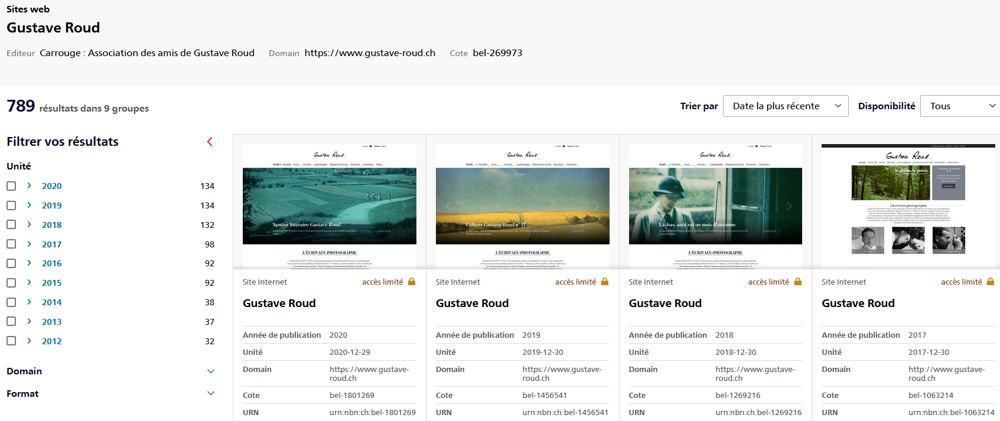 Sites web
Gustave Roud
Editeur Carrouge : Association des amis de Gustave Roud Domain https://www.gustave-roud.ch Cote bel-269973
789 résultats dans 9 groupes
Trier par Date la plus récente Disponibilité Tous
Filtrer vos résultats
Unité
2020 134
2019 134
2018 132
2017 98
2016 92
2015 92
2014 38
2013 37
2012 32
Domain
Format
Gustave Roud.
Sentier littéraire Gustave Roud
VOIR PLUS
L'ÉCRIVAIN-PHOTOGRAPHE
Site Internet accès limité
Gustave Roud
Année de publication 2020
Unité 2020-12-29
Domain https://www.gustave-
roud.ch
Cote bel-1801269
URN urn:nbn:ch:bel-1801269
Gustave Roud.
Cahiers Gustave Roud n° 17
VOIR PLUS
L'ÉCRIVAIN-PHOTOGRAPHE
Site Internet accès limité
Gustave Roud
Année de publication 2019
Unité 2019-12-30
Domain https://www.gustave-
roud.ch
Cote bel-1456541
URN urn:nbn:ch:bel-1456541
Gustave Roud.
Là-bas, août est un mois d'automne
VOIR PLUS
L'ÉCRIVAIN-PHOTOGRAPHE
Site Internet accès limité
Gustave Roud
Année de publication 2018
Unité 2018-12-30
Domain https://www.gustave-
roud.ch
Cote bel-1269216
URN urn:nbn:ch:bel-1269216
Gustave Roud.
la plaine, la poésie
L'écrivain-photographe
Site Internet accès limité
Gustave Roud
Année de publication 2017
Unité 2017-12-30
Domain http://www.gustave-
roud.ch
Cote bel-1063214
URN urn:nbn:ch:bel-1063214